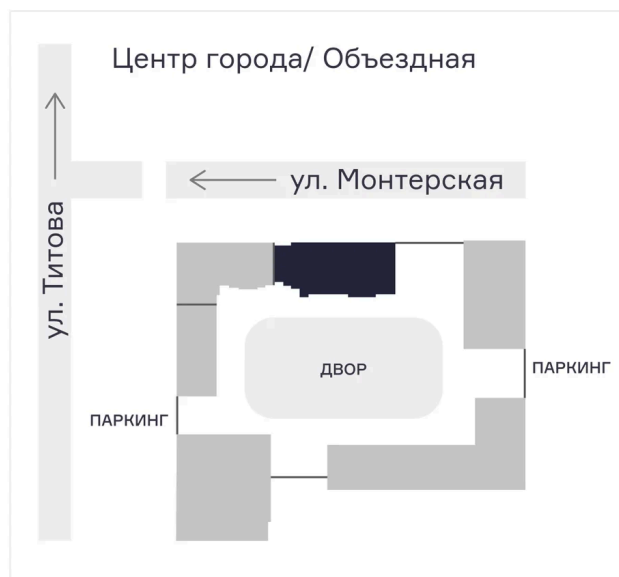 Центр города/ Объездная
ул. Монтерская
ул. Титова
ДВОР
ПАРКИНГ
ПАРКИНГ